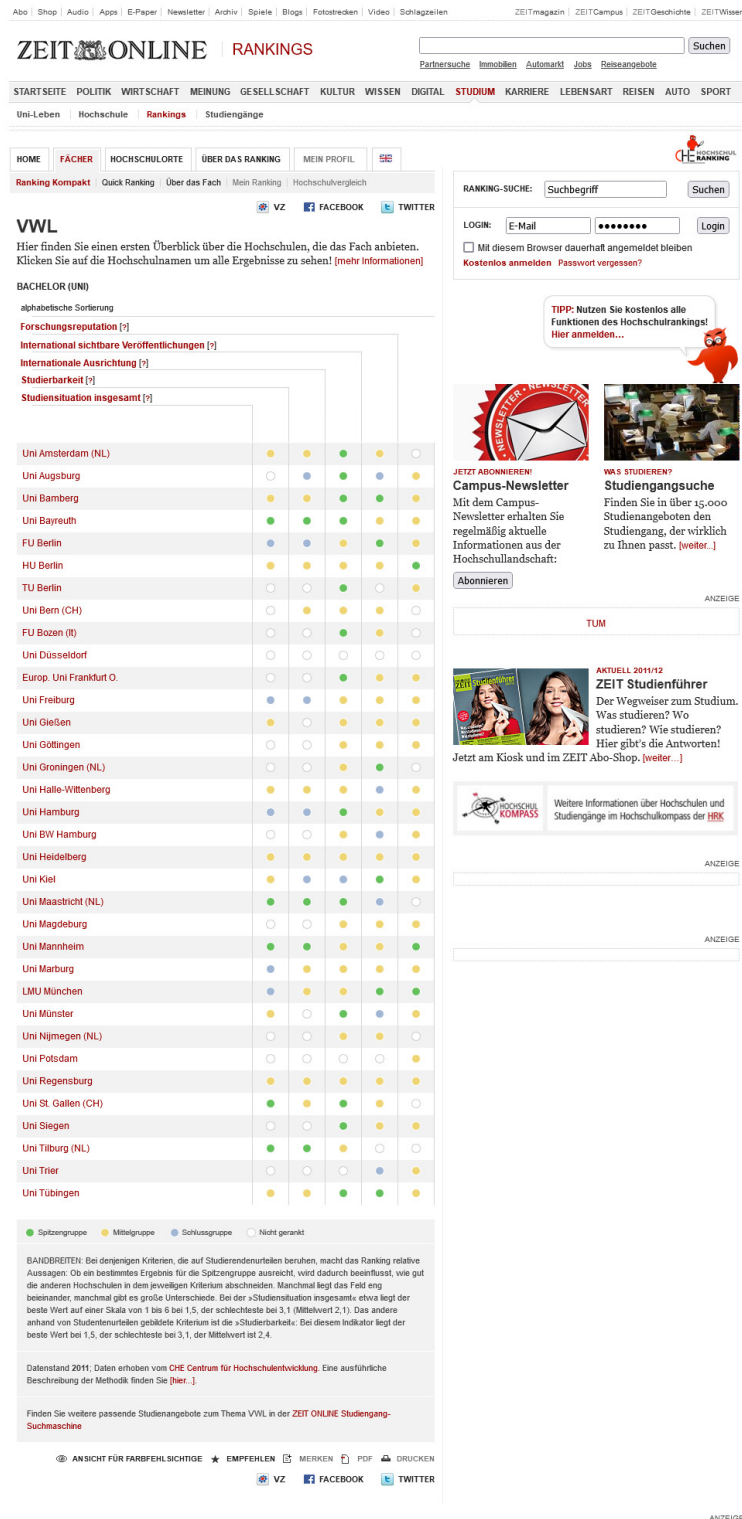 Abo | Shop | Audio | Apps | E-Paper | Newsletter | Archiv | Spiele | Blogs | Fotostrecken | Video | Schlagzeilen
ZEITmagazin | ZEITCampus | ZEITGeschichte | ZEITWissen
ZEIT ONLINE | RANKINGS
Suchen
Partnersuche Immobilien Automarkt Jobs Reiseangebote
STARTSEITE POLITIK WIRTSCHAFT MEINUNG GESELLSCHAFT KULTUR WISSEN DIGITAL STUDIUM KARRIERE LEBENSART REISEN AUTO SPORT
Uni-Leben | Hochschule | Rankings | Studiengänge
HOME FÄCHER HOCHSCHULORTE ÜBER DAS RANKING MEIN PROFIL
CHE HOCHSCHUL RANKING
Ranking Kompakt | Quick Ranking | Über das Fach | Mein Ranking | Hochschulvergleich
VZ FACEBOOK TWITTER
VWL
Hier finden Sie einen ersten Überblick über die Hochschulen, die das Fach anbieten.
Klicken Sie auf die Hochschulnamen um alle Ergebnisse zu sehen! [mehr Informationen]
BACHELOR (UNI)
alphabetische Sortierung
Forschungsreputation [?]
International sichtbare Veröffentlichungen [?]
Internationale Ausrichtung [?]
Studierbarkeit [?]
Studiensituation insgesamt [?]
Uni Amsterdam (NL)
Uni Augsburg
Uni Bamberg
Uni Bayreuth
FU Berlin
HU Berlin
TU Berlin
Uni Bern (CH)
FU Bozen (It)
Uni Düsseldorf
Europ. Uni Frankfurt O.
Uni Freiburg
Uni Gießen
Uni Göttingen
Uni Groningen (NL)
Uni Halle-Wittenberg
Uni Hamburg
Uni BW Hamburg
Uni Heidelberg
Uni Kiel
Uni Maastricht (NL)
Uni Magdeburg
Uni Mannheim
Uni Marburg
LMU München
Uni Münster
Uni Nijmegen (NL)
Uni Potsdam
Uni Regensburg
Uni St. Gallen (CH)
Uni Siegen
Uni Tilburg (NL)
Uni Trier
Uni Tübingen
Spitzengruppe Mittelgruppe Schlussgruppe Nicht gerankt
BANDBREITEN: Bei denjenigen Kriterien, die auf Studierendenurteilen beruhen, macht das Ranking relative
Aussagen: Ob ein bestimmtes Ergebnis für die Spitzengruppe ausreicht, wird dadurch beeinflusst, wie gut
die anderen Hochschulen in dem jeweiligen Kriterium abschneiden. Manchmal liegt das Feld eng
beieinander, manchmal gibt es große Unterschiede. Bei der »Studiensituation insgesamt« etwa liegt der
beste Wert auf einer Skala von 1 bis 6 bei 1,5, der schlechteste bei 3,1 (Mittelwert 2,1). Das andere
anhand von Studentenurteilen gebildete Kriterium ist die »Studierbarkeit«: Bei diesem Indikator liegt der
beste Wert bei 1,5, der schlechteste bei 3,1, der Mittelwert ist 2,4.
Datenstand 2011; Daten erhoben vom CHE Centrum für Hochschulentwicklung. Eine ausführliche
Beschreibung der Methodik finden Sie [hier...].
Finden Sie weitere passende Studienangebote zum Thema VWL in der ZEIT ONLINE Studiengang-
Suchmaschine
ANSICHT FÜR FARBFEHLSICHTIGE EMPFEHLEN MERKEN PDF DRUCKEN
VZ FACEBOOK TWITTER
RANKING-SUCHE: Suchbegriff Suchen
LOGIN: E-Mail Login
Mit diesem Browser dauerhaft angemeldet bleiben
Kostenlos anmelden Passwort vergessen?
TIPP: Nutzen Sie kostenlos alle
Funktionen des Hochschulrankings!
Hier anmelden...
NEWSLETTER
JETZT ABONNIEREN!
Campus-Newsletter
Mit dem Campus-
Newsletter erhalten Sie
regelmäßig aktuelle
Informationen aus der
Hochschullandschaft:
Abonnieren
WAS STUDIEREN?
Studiengangsuche
Finden Sie in über 15.000
Studienangeboten den
Studiengang, der wirklich
zu Ihnen passt. [weiter...]
ANZEIGE
TUM
ZEIT Studienführer
AKTUELL 2011/12
ZEIT Studienführer
Der Wegweiser zum Studium.
Was studieren? Wo
studieren? Wie studieren?
Hier gibt's die Antworten!
Jetzt am Kiosk und im ZEIT Abo-Shop. [weiter...]
HOCHSCHUL KOMPASS
Weitere Informationen über Hochschulen und
Studiengänge im Hochschulkompass der HRK
ANZEIGE
ANZEIGE
ANZEIGE